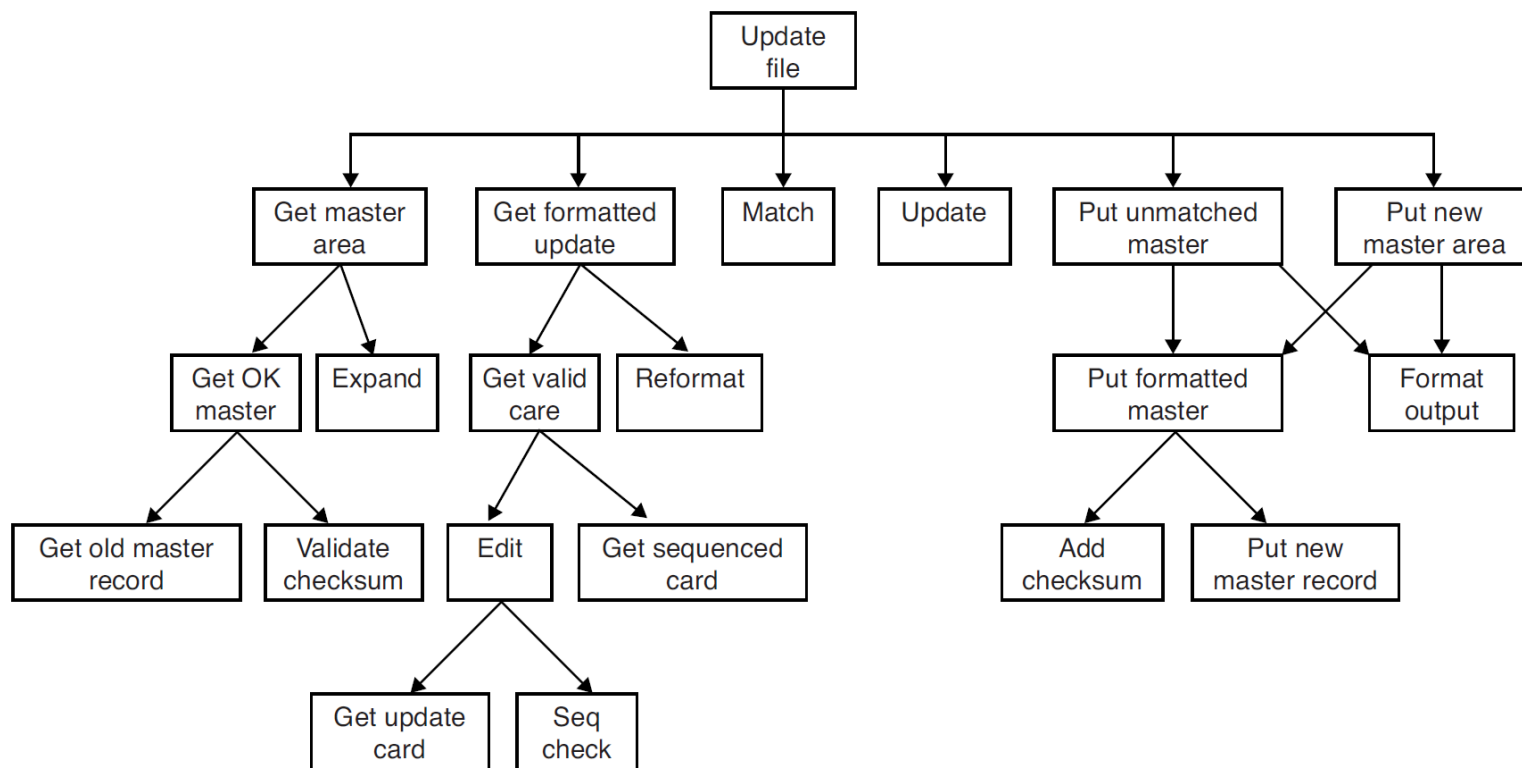 Update
file
Get master
area
Get formatted
update
Match
Update
Put unmatched
master
Put new
master area
Get OK
master
Expand
Get valid
care
Reformat
Put formatted
master
Format
output
Get old master
record
Validate
checksum
Edit
Get sequenced
card
Add
checksum
Put new
master record
Get update
card
Seq
check